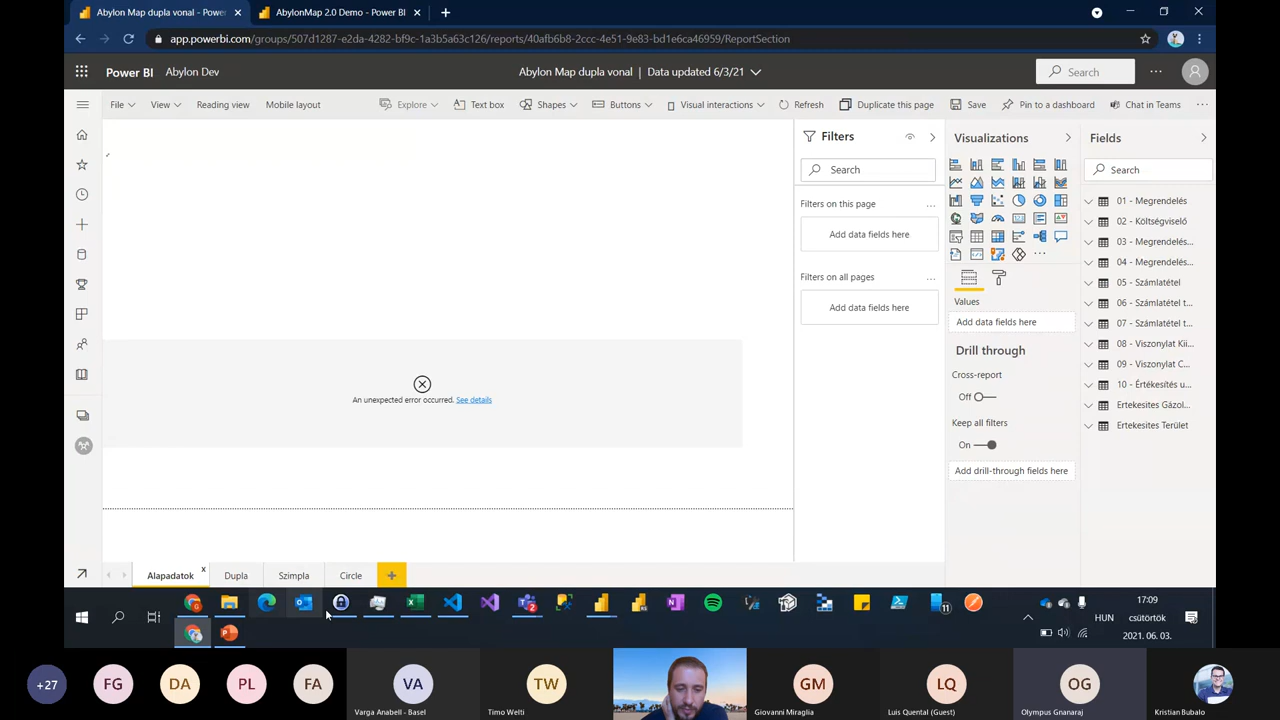 Abylon Map dupla vonal - Power
AbylonMap 2.0 Demo - Power BI
app.powerbi.com/groups/507d1287-e2da-4282-bf9c-1a3b5a63c126/reports/40afb6b8-2ccc-4e51-9e83-bd1e6ca46959/ReportSection
Power BI Abylon Dev
Abylon Map dupla vonal | Data updated 6/3/21
Search
File View Reading view Mobile layout Explore Text box Shapes Buttons Visual interactions Refresh Duplicate this page Save Pin to a dashboard Chat in Teams
Filters
Search
Filters on this page
Add data fields here
Filters on all pages
Add data fields here
Visualizations
Values
Add data fields here
Drill through
Cross-report
Off
Keep all filters
On
Add drill-through fields here
Fields
Search
01 - Megrendelés
02 - Költségviselő
03 - Megrendelés...
04 - Megrendelés...
05 - Számlatétel
06 - Számlatétel t...
07 - Számlatétel t...
08 - Viszonylat Kii...
09 - Viszonylat C...
10 - Értékesítés u...
Ertekesites Gázol...
Ertekesites Terület
An unexpected error occurred. See details
Alapadatok Dupla Szimpla Circle
11
HUN
17:09
csütörtök
2021. 06. 03.
+27
FG
DA
PL
FA
VA
Varga Anabell - Basel
TW
Timo Welti
GM
Giovanni Miraglia
LQ
Luis Quental (Guest)
OG
Olympus Gnanaraj
Kristian Bubalo